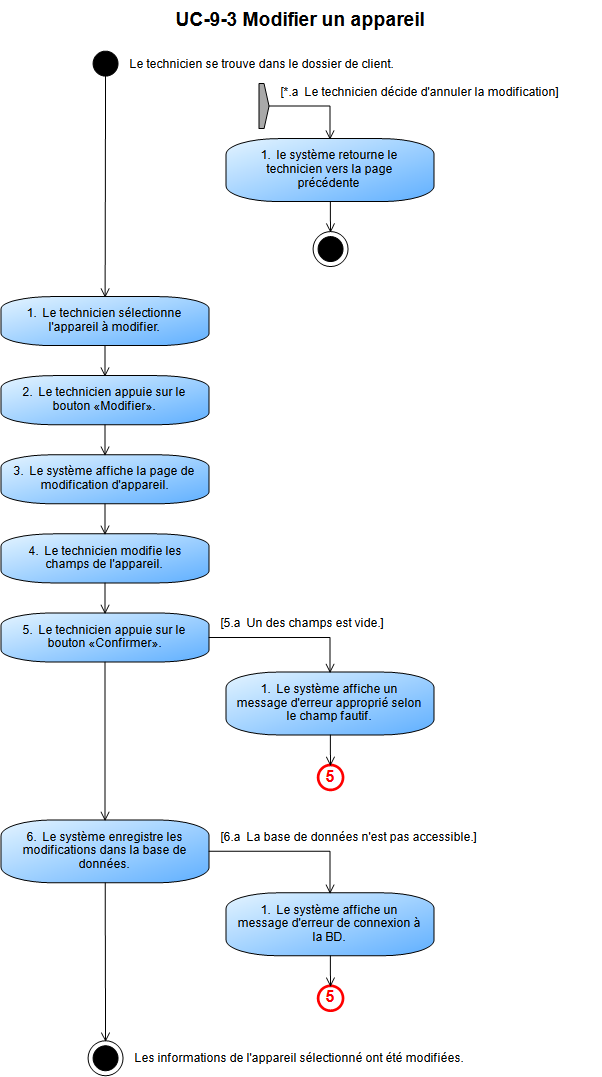 UC-9-3 Modifier un appareil
Le technicien se trouve dans le dossier de client.
[*.a  Le technicien décide d'annuler la modification]
1.  le système retourne le
technicien vers la page
précédente
1.  Le technicien sélectionne
l'appareil à modifier.
2.  Le technicien appuie sur le
bouton «Modifier».
3.  Le système affiche la page de
modification d'appareil.
4.  Le technicien modifie les
champs de l'appareil.
5.  Le technicien appuie sur le
bouton «Confirmer».
[5.a  Un des champs est vide.]
1.  Le système affiche un
message d'erreur approprié selon
le champ fautif.
5
6.  Le système enregistre les
modifications dans la base de
données.
[6.a  La base de données n'est pas accessible.]
1.  Le système affiche un
message d'erreur de connexion à
la BD.
5
Les informations de l'appareil sélectionné ont été modifiées.